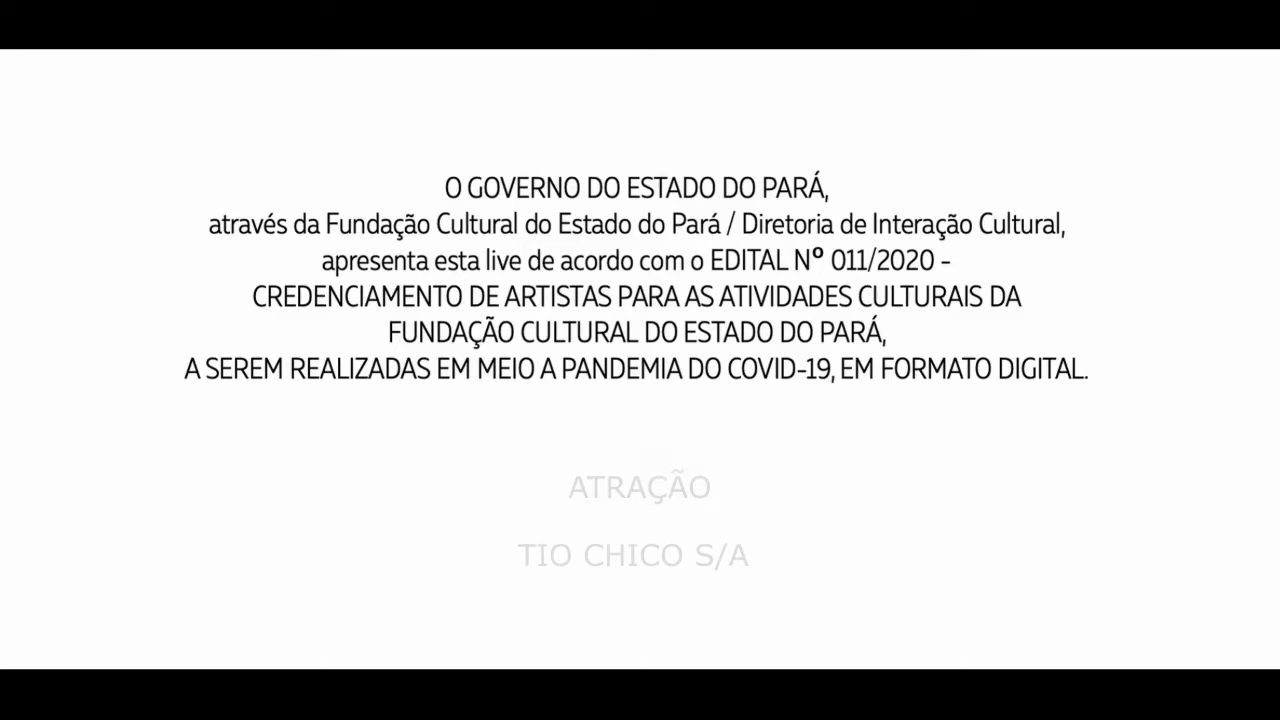 O GOVERNO DO ESTADO DO PARÁ,
através da Fundação Cultural do Estado do Pará / Diretoria de Interação Cultural,
apresenta esta live de acordo com o EDITAL Nº 011/2020 -
CREDENCIAMENTO DE ARTISTAS PARA AS ATIVIDADES CULTURAIS DA
FUNDAÇÃO CULTURAL DO ESTADO DO PARÁ,
A SEREM REALIZADAS EM MEIO A PANDEMIA DO COVID-19, EM FORMATO DIGITAL.
ATRAÇÃO
TIO CHICO S/A